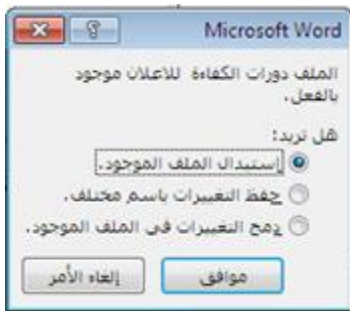 Microsoft Word
الملف دورات الكفاءة للاعلان موجود
بالفعل.
هل تريد:
إستبدال الملف الموجود.
حفظ التغييرات باسم مختلف.
دمج التغييرات في الملف الموجود.
موافق
إلغاء الأمر